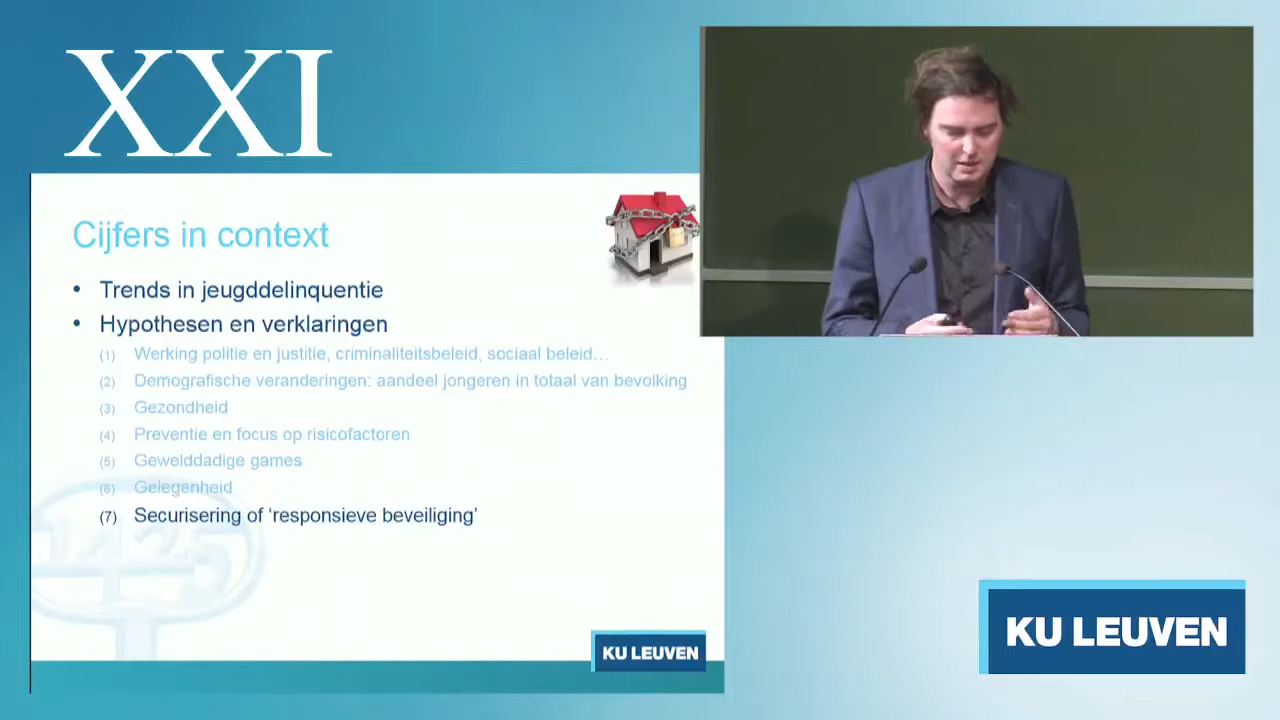 XXI
Cijfers in context
• Trends in jeugddelinquentie
• Hypothesen en verklaringen
(1) Werking politie en justitie, criminaliteitsbeleid, sociaal beleid...
(2) Demografische veranderingen: aandeel jongeren in totaal van bevolking
(3) Gezondheid
(4) Preventie en focus op risicofactoren
(5) Gewelddadige games
(6) Gelegenheid
(7) Securisering of ‘responsieve beveiliging’
1425
KU LEUVEN
KU LEUVEN